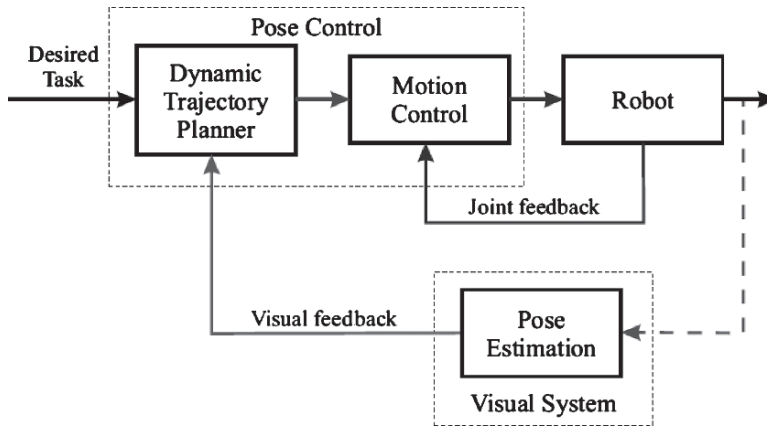 Pose Control
Desired
Task
Dynamic
Trajectory
Planner
Motion
Control
Robot
Joint feedback
Visual feedback
Pose
Estimation
Visual System